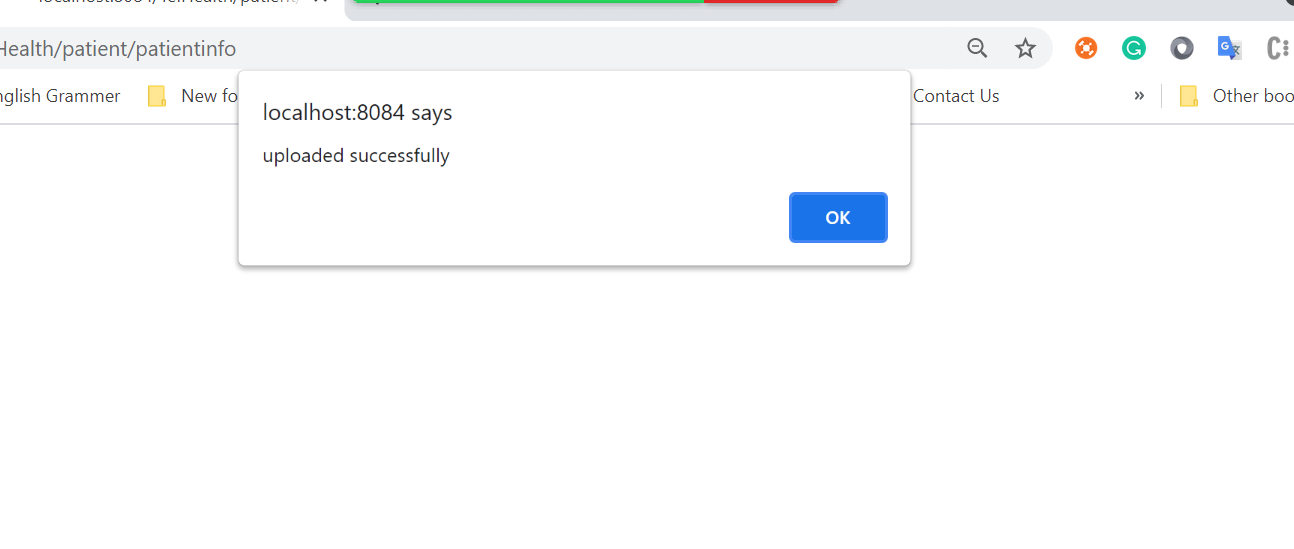 Health/patient/patientinfo
nglish Grammer
New fo
Contact Us
»
Other boo
localhost:8084 says
uploaded successfully
OK